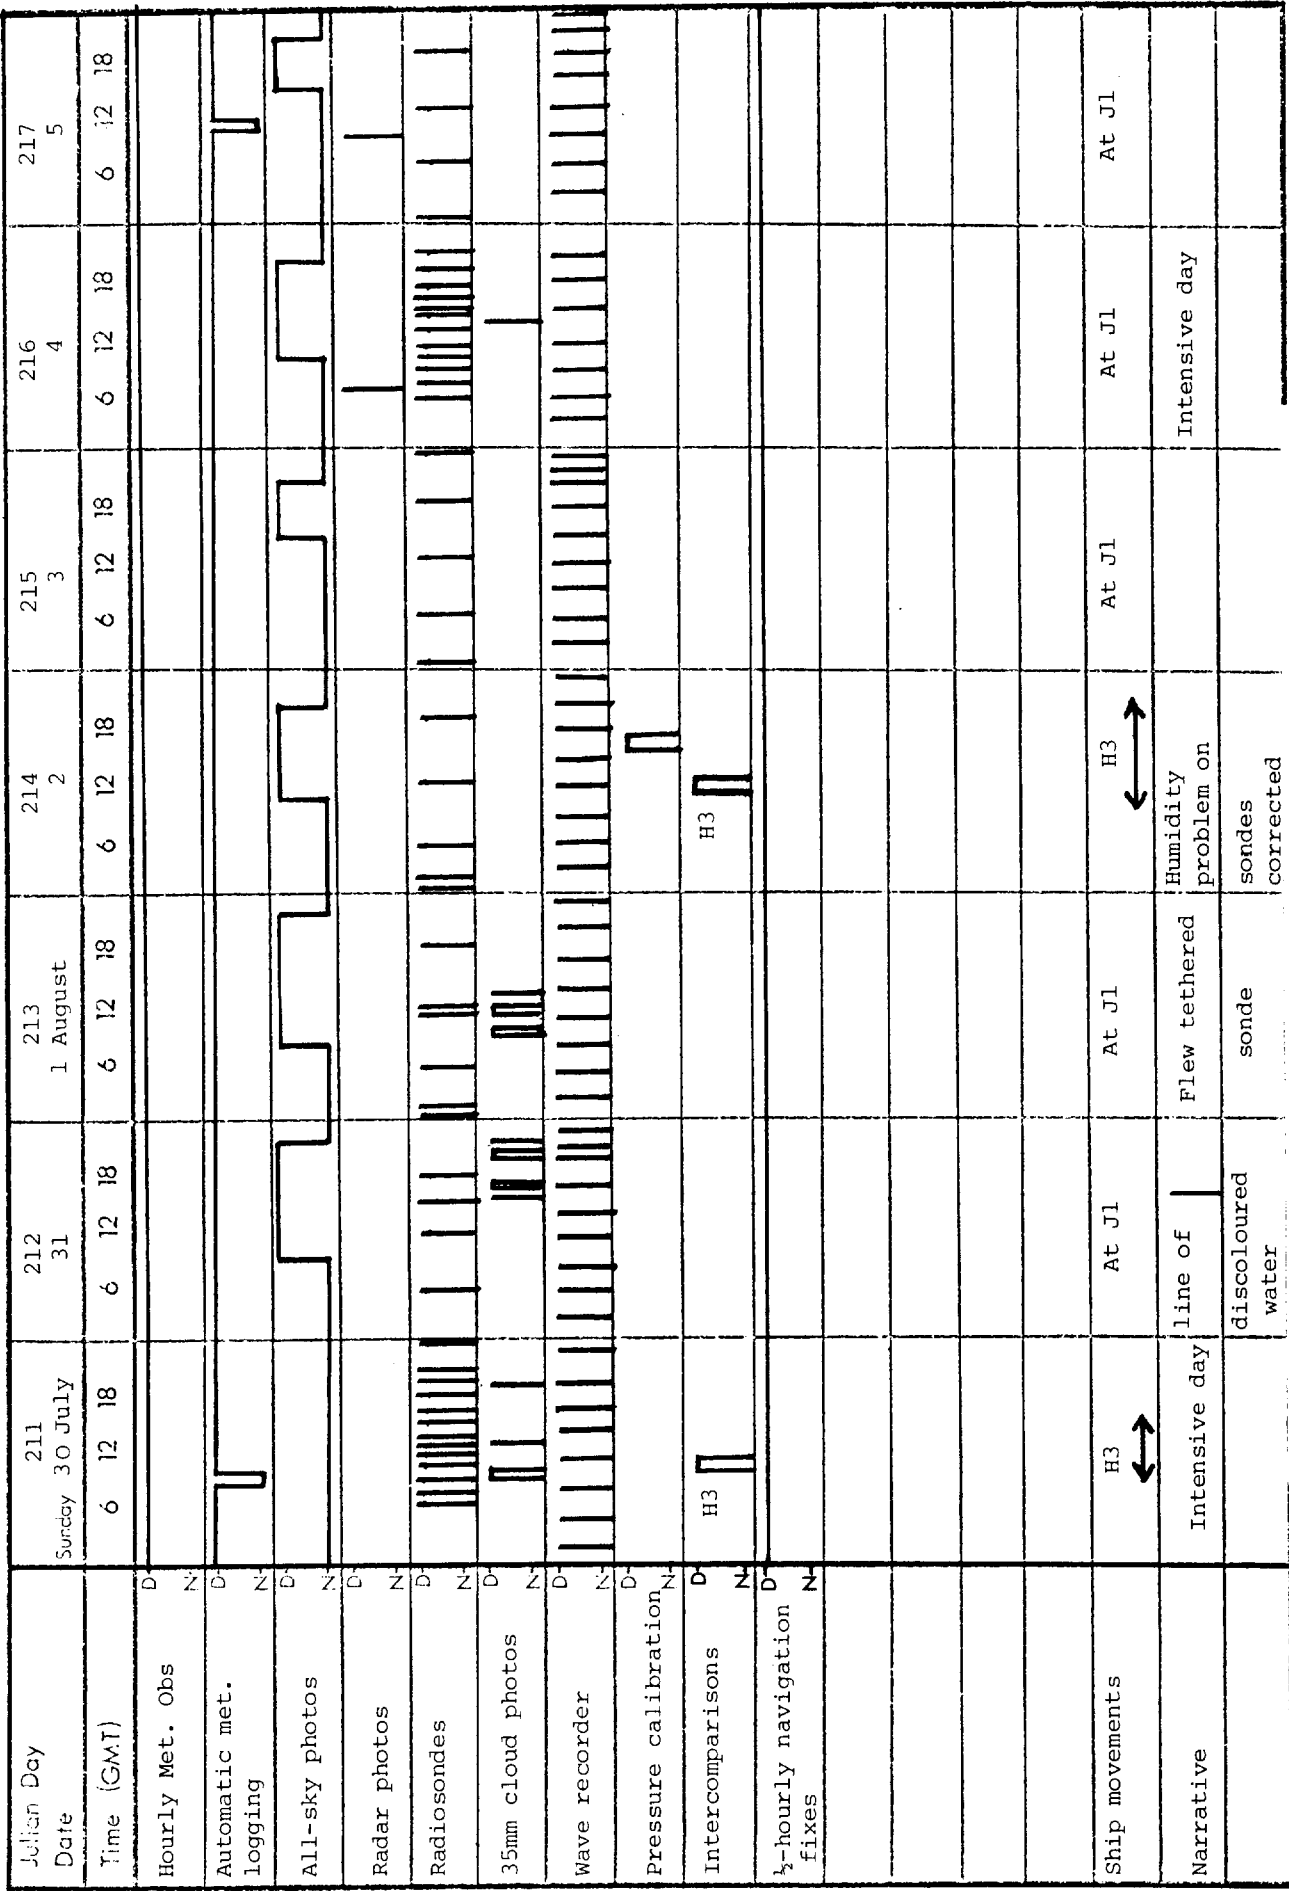 Julian Day 211 212 213 214 215 216 217
Date Sunday 30 July 31 1 August 2 3 4 5
Time (GMT) 6 12 18 6 12 18 6 12 18 6 12 18 6 12 18 6 12 18 6 12 18
Hourly Met. Obs D N
Automatic met. logging D N
All-sky photos D N
Radar photos D N
Radiosondes D N
35mm cloud photos D N
Wave recorder D N
Pressure calibration D N
Intercomparisons D N H3 H3
½-hourly navigation fixes D N
Ship movements H3 At J1 At J1 H3 At J1 At J1 At J1
Narrative Intensive day
line of
discoloured
water
Flew tethered
sonde
Humidity
problem on
sondes
corrected
Intensive day